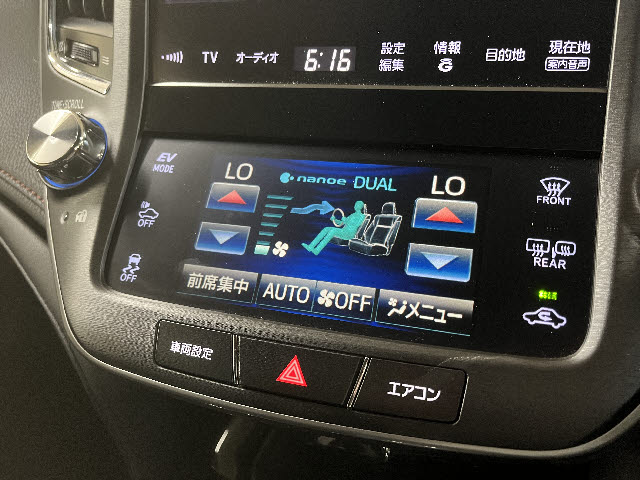 TV オーディオ 6:16 設定編集 情報 G 目的地 現在地 案内音声
TUNE•SCROLL
EV MODE
LO nanoe DUAL LO
FRONT
OFF
REAR
OFF
前席集中 AUTO OFF メニュー
車両設定
エアコン